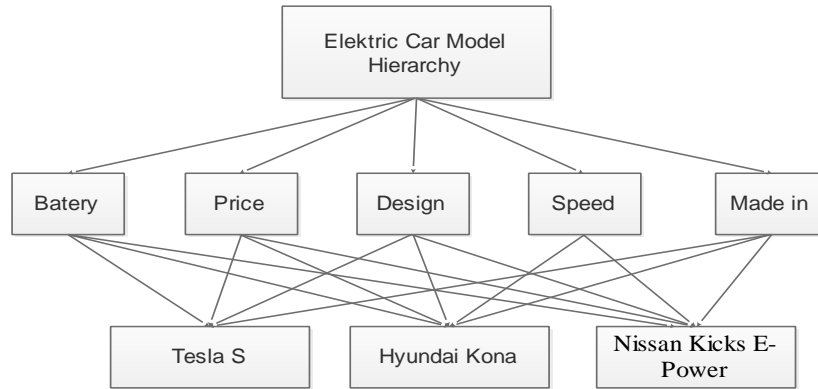 Elektric Car Model
Hierarchy
Batery
Price
Design
Speed
Made in
Tesla S
Hyundai Kona
Nissan Kicks E-
Power